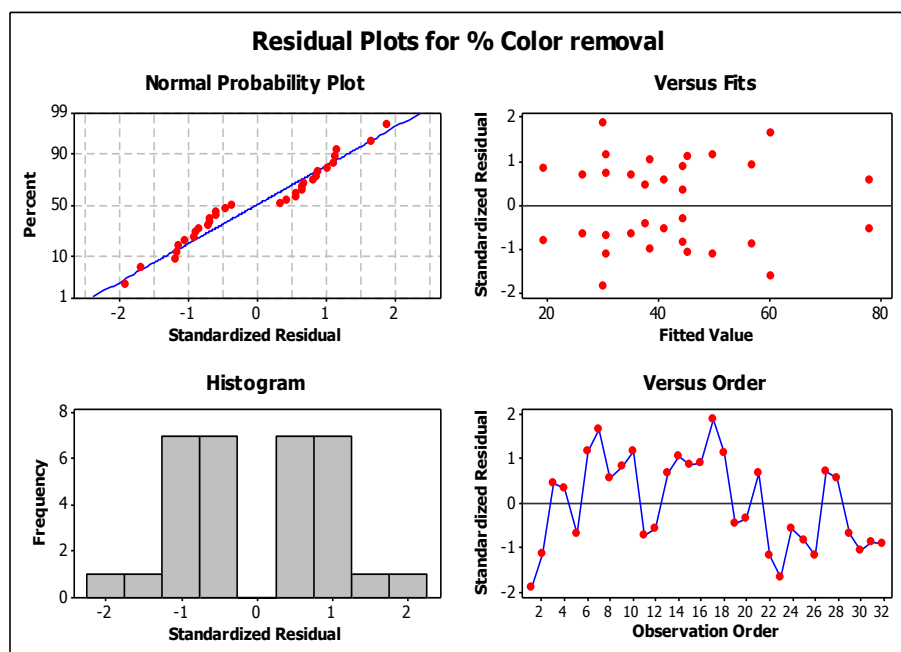 Residual Plots for % Color removal
Normal Probability Plot
99
90
50
10
1
Percent
-2 -1 0 1 2
Standardized Residual
Versus Fits
2
1
0
-1
-2
Standardized Residual
20 40 60 80
Fitted Value
Histogram
8
6
4
2
0
Frequency
-2 -1 0 1 2
Standardized Residual
Versus Order
2
1
0
-1
-2
Standardized Residual
2 4 6 8 10 12 14 16 18 20 22 24 26 28 30 32
Observation Order